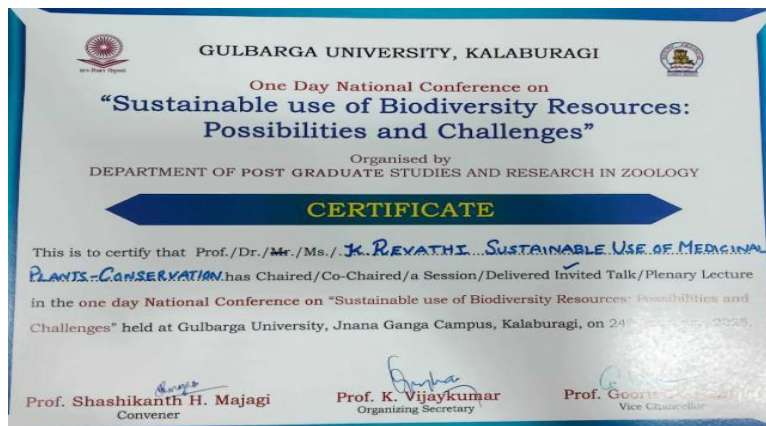 GULBARGA UNIVERSITY, KALABURAGI
One Day National Conference on
“Sustainable use of Biodiversity Resources:
Possibilities and Challenges”
Organised by
DEPARTMENT OF POST GRADUATE STUDIES AND RESEARCH IN ZOOLOGY
CERTIFICATE
This is to certify that Prof./Dr./Mr./Ms./ K. REVATHI SUSTAINABLE USE OF MEDICINAL
PLANTS-CONSERVATION has Chaired/Co-Chaired/a Session/Delivered Invited Talk/Plenary Lecture
in the one day National Conference on “Sustainable use of Biodiversity Resources: Possibilities and
Challenges” held at Gulbarga University, Jnana Ganga Campus, Kalaburagi, on 24 2025.
Prof. Shashikanth H. Majagi
Convener
Prof. K. Vijaykumar
Organizing Secretary
Prof.
Vice Chancellor